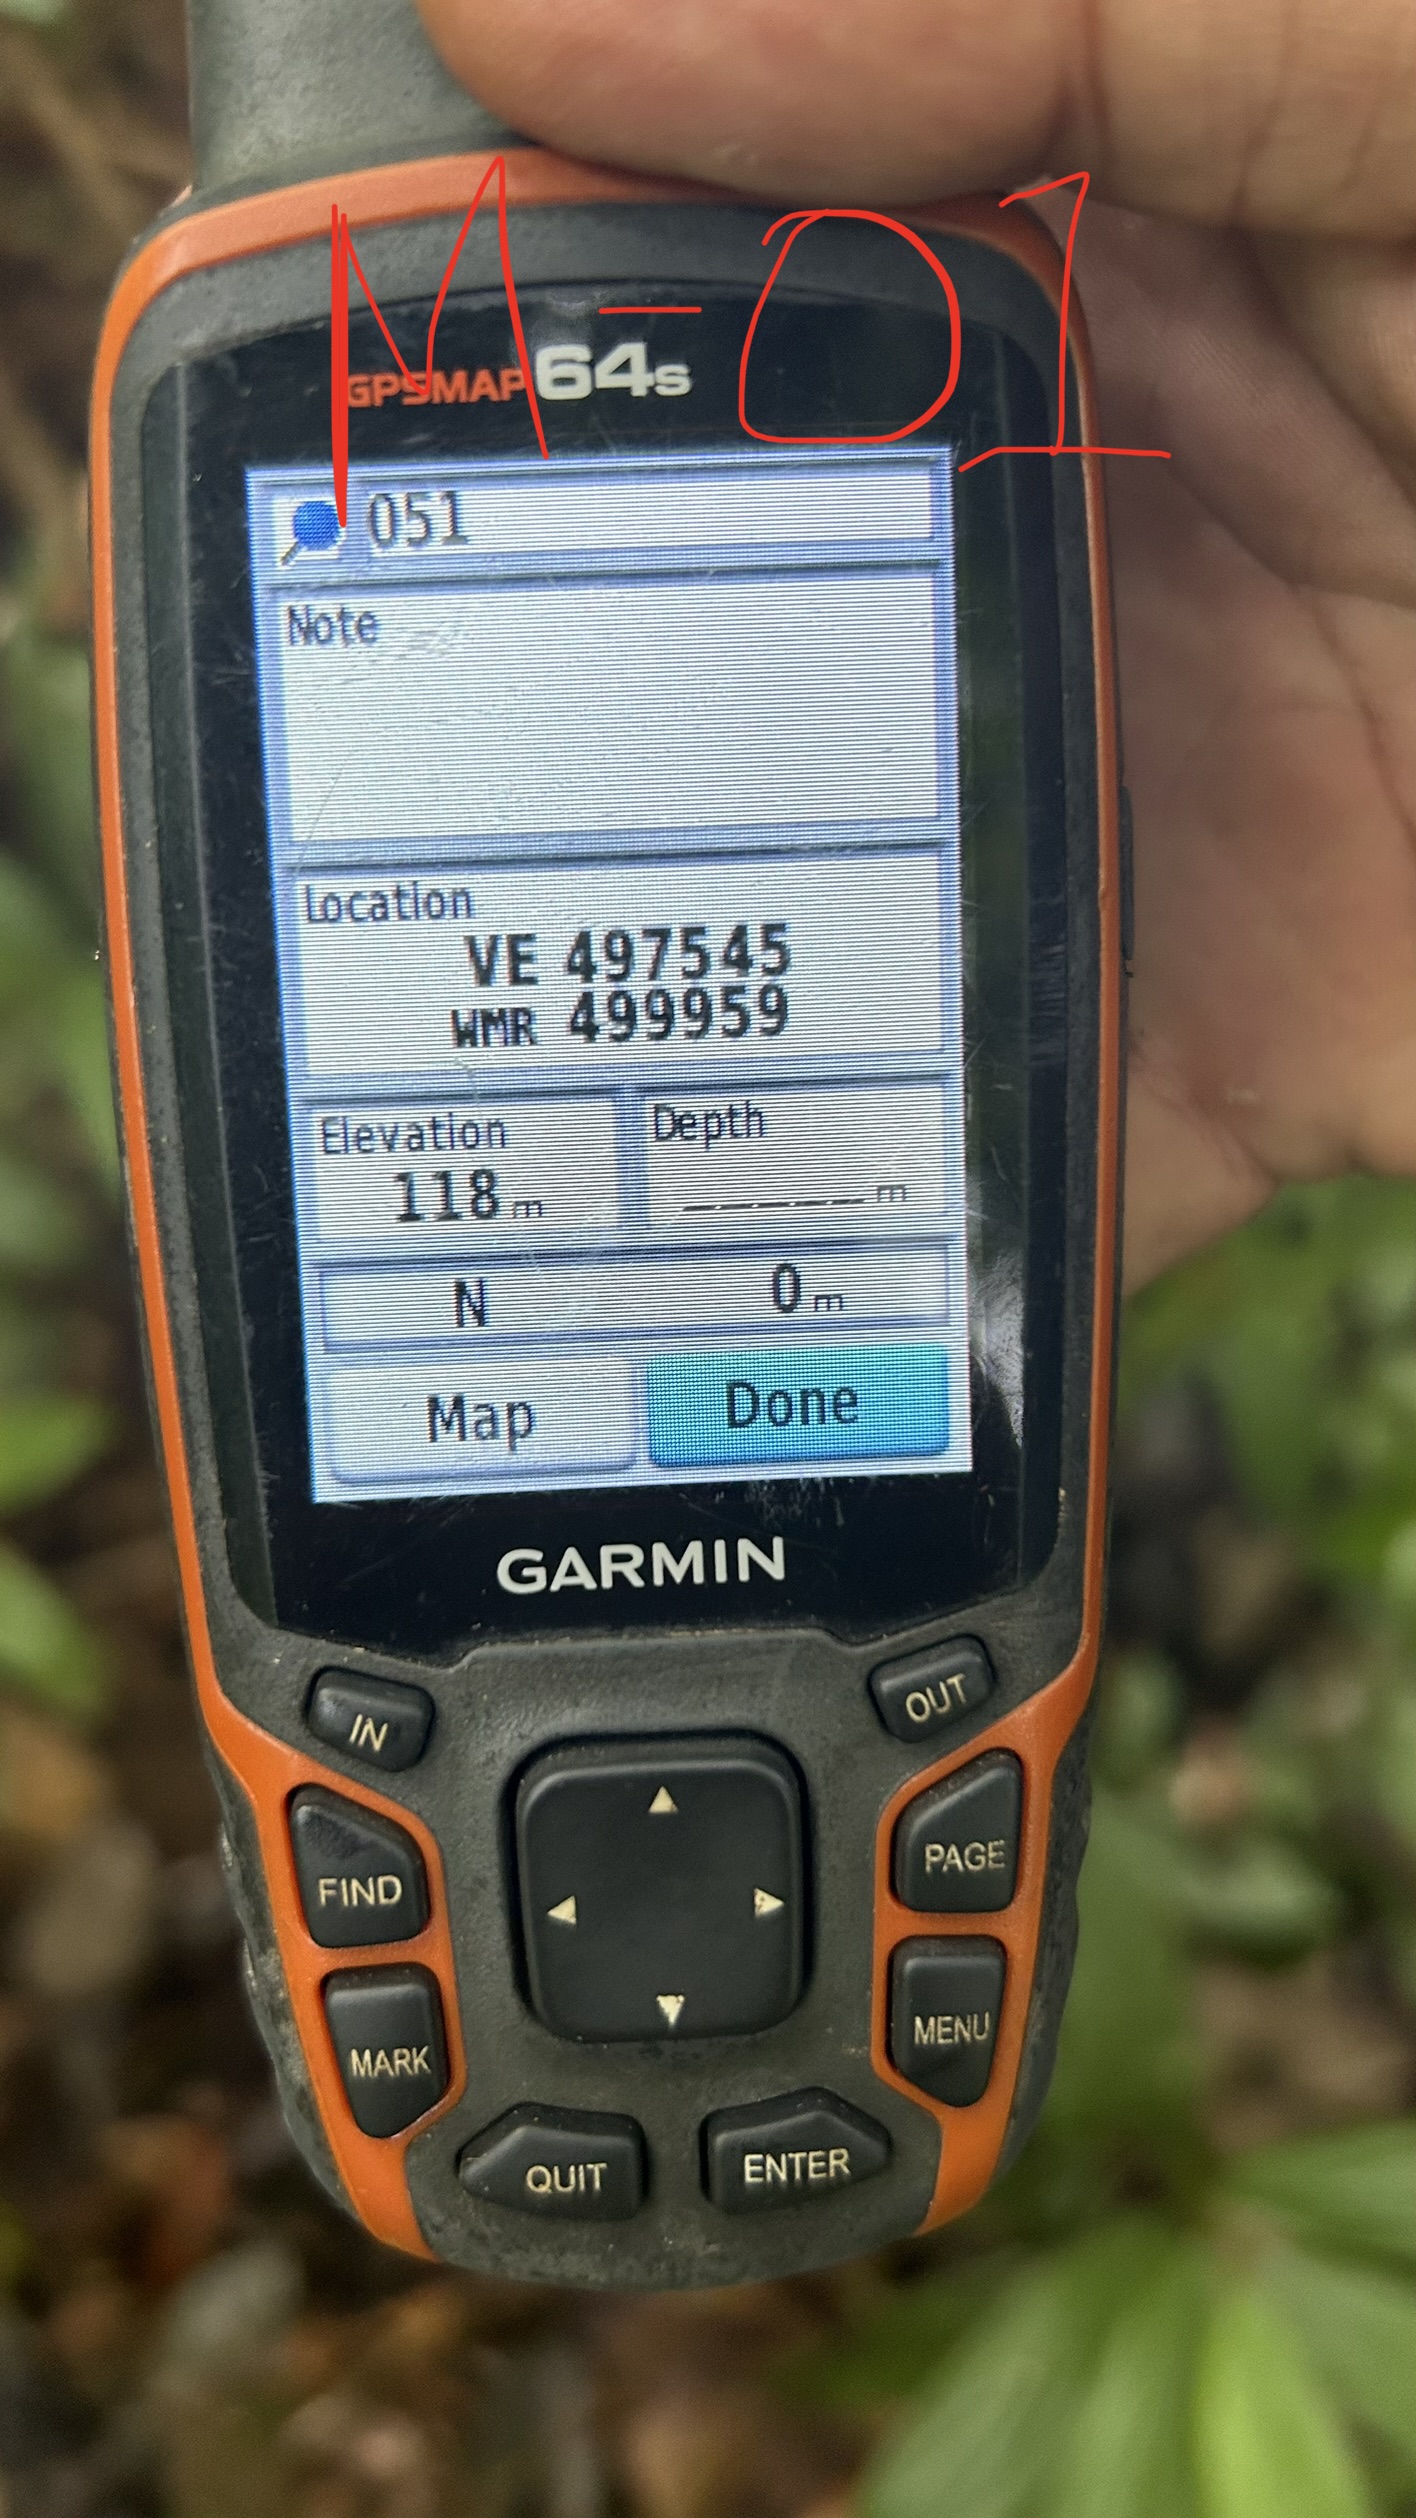 M-01
GPSMAP 64s
051
Note
Location
VE 497545
WMR 499959
Elevation
118 m
Depth
_____ m
N
0 m
Map
Done
GARMIN
IN
OUT
FIND
PAGE
MARK
MENU
QUIT
ENTER